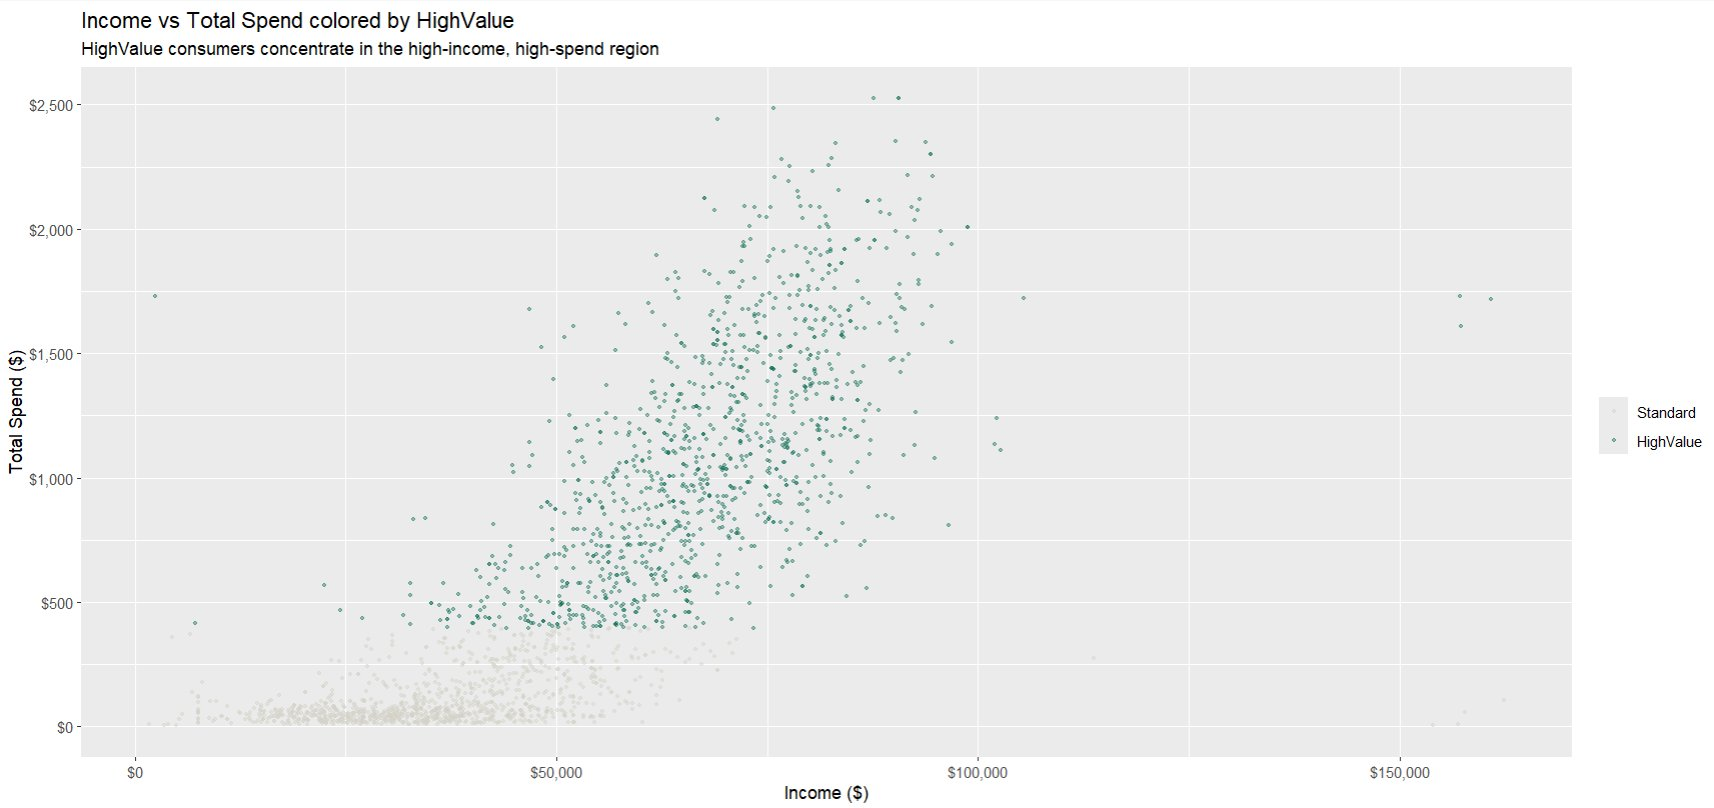 Income vs Total Spend colored by HighValue
HighValue consumers concentrate in the high-income, high-spend region
$2,500
$2,000
$1,500
$1,000
$500
$0
Total Spend ($)
$0
$50,000
$100,000
$150,000
Income ($)
Standard
HighValue